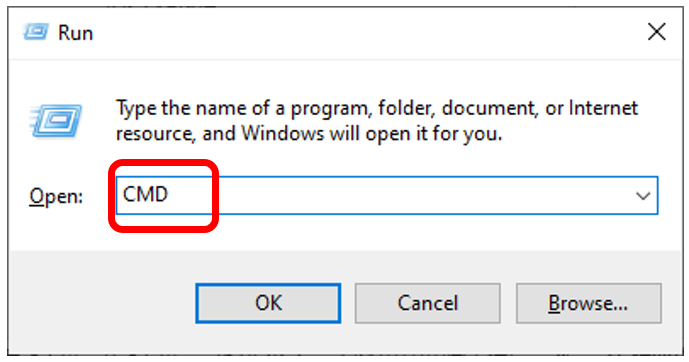 Run
Type the name of a program, folder, document, or Internet
resource, and Windows will open it for you.
Open: CMD
OK Cancel Browse...